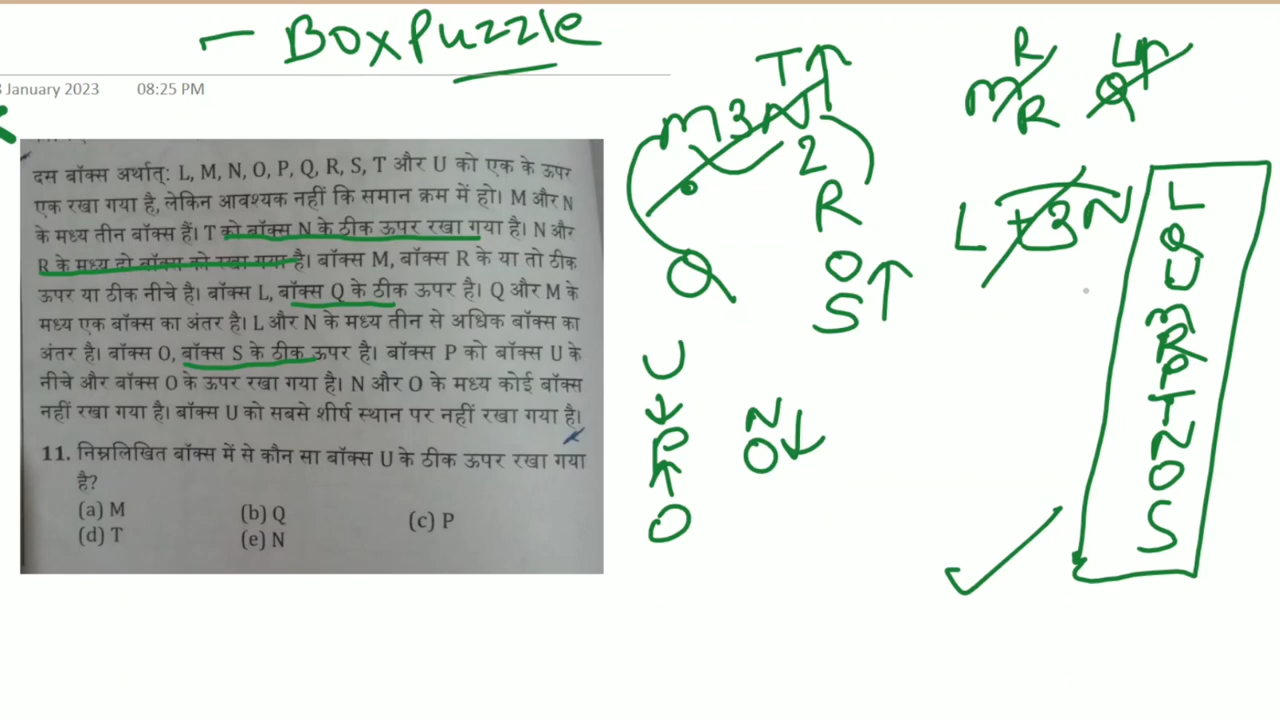 - Box Puzzle
January 2023 08:25 PM
दस बॉक्स अर्थात्: L, M, N, O, P, Q, R, S, T और U को एक के ऊपर
एक रखा गया है, लेकिन आवश्यक नहीं कि समान क्रम में हो। M और N
के मध्य तीन बॉक्स हैं। T को बॉक्स N के ठीक ऊपर रखा गया है। N और
R के मध्य दो बॉक्स को रखा गया है। बॉक्स M, बॉक्स R के या तो ठीक
ऊपर या ठीक नीचे है। बॉक्स L, बॉक्स Q के ठीक ऊपर है। Q और M के
मध्य एक बॉक्स का अंतर है। L और N के मध्य तीन से अधिक बॉक्स का
अंतर है। बॉक्स O, बॉक्स S के ठीक ऊपर है। बॉक्स P को बॉक्स U के
नीचे और बॉक्स O के ऊपर रखा गया है। N और O के मध्य कोई बॉक्स
नहीं रखा गया है। बॉक्स U को सबसे शीर्ष स्थान पर नहीं रखा गया है।
11. निम्नलिखित बॉक्स में से कौन सा बॉक्स U के ठीक ऊपर रखा गया
है?
(a) M (b) Q (c) P
(d) T (e) N
T↑
M 3 N
2
R
Q
O
S↑
U
↓
P
↑
O
N
O↓
R
M
R
L↑
Q
L +3 N
L
Q
U
M
R
P
T
N
O
S